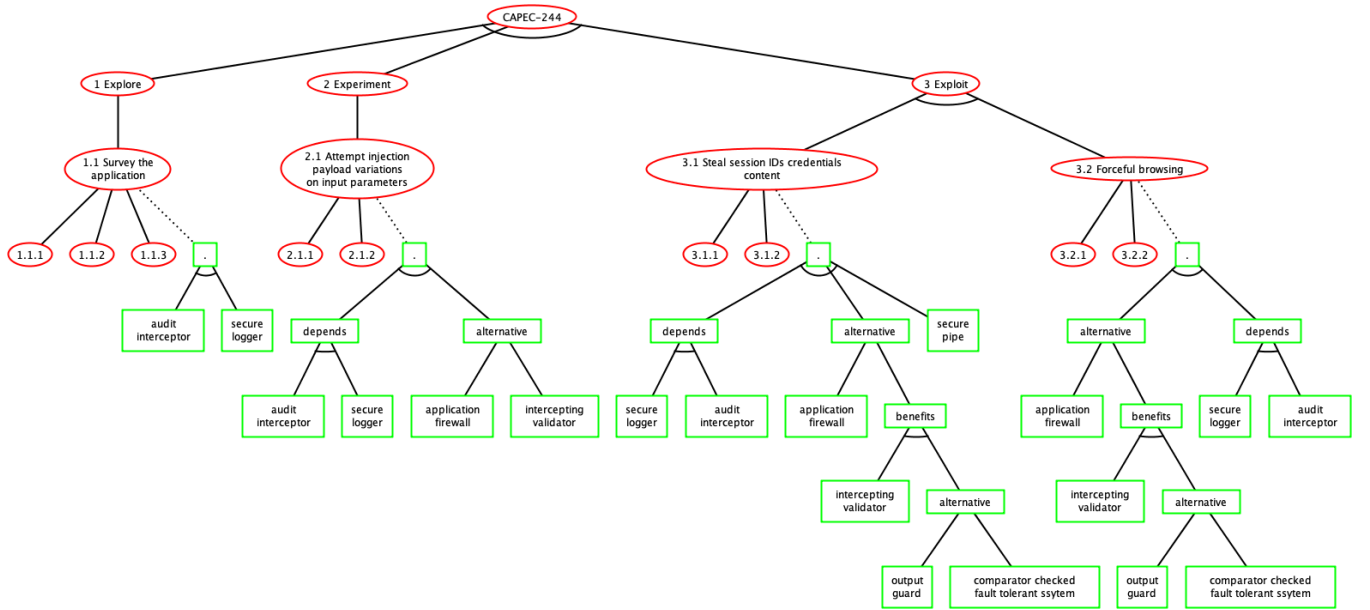 CAPEC-244
1 Explore
2 Experiment
3 Exploit
1.1 Survey the
application
2.1 Attempt injection
payload variations
on input parameters
3.1 Steal session IDs credentials
content
3.2 Forceful browsing
1.1.1
1.1.2
1.1.3
.
2.1.1
2.1.2
.
3.1.1
3.1.2
.
3.2.1
3.2.2
.
audit
interceptor
secure
logger
depends
alternative
depends
alternative
secure
pipe
alternative
depends
audit
interceptor
secure
logger
application
firewall
intercepting
validator
secure
logger
audit
interceptor
application
firewall
benefits
application
firewall
benefits
secure
logger
audit
interceptor
intercepting
validator
alternative
intercepting
validator
alternative
output
guard
comparator checked
fault tolerant ssytem
output
guard
comparator checked
fault tolerant ssytem